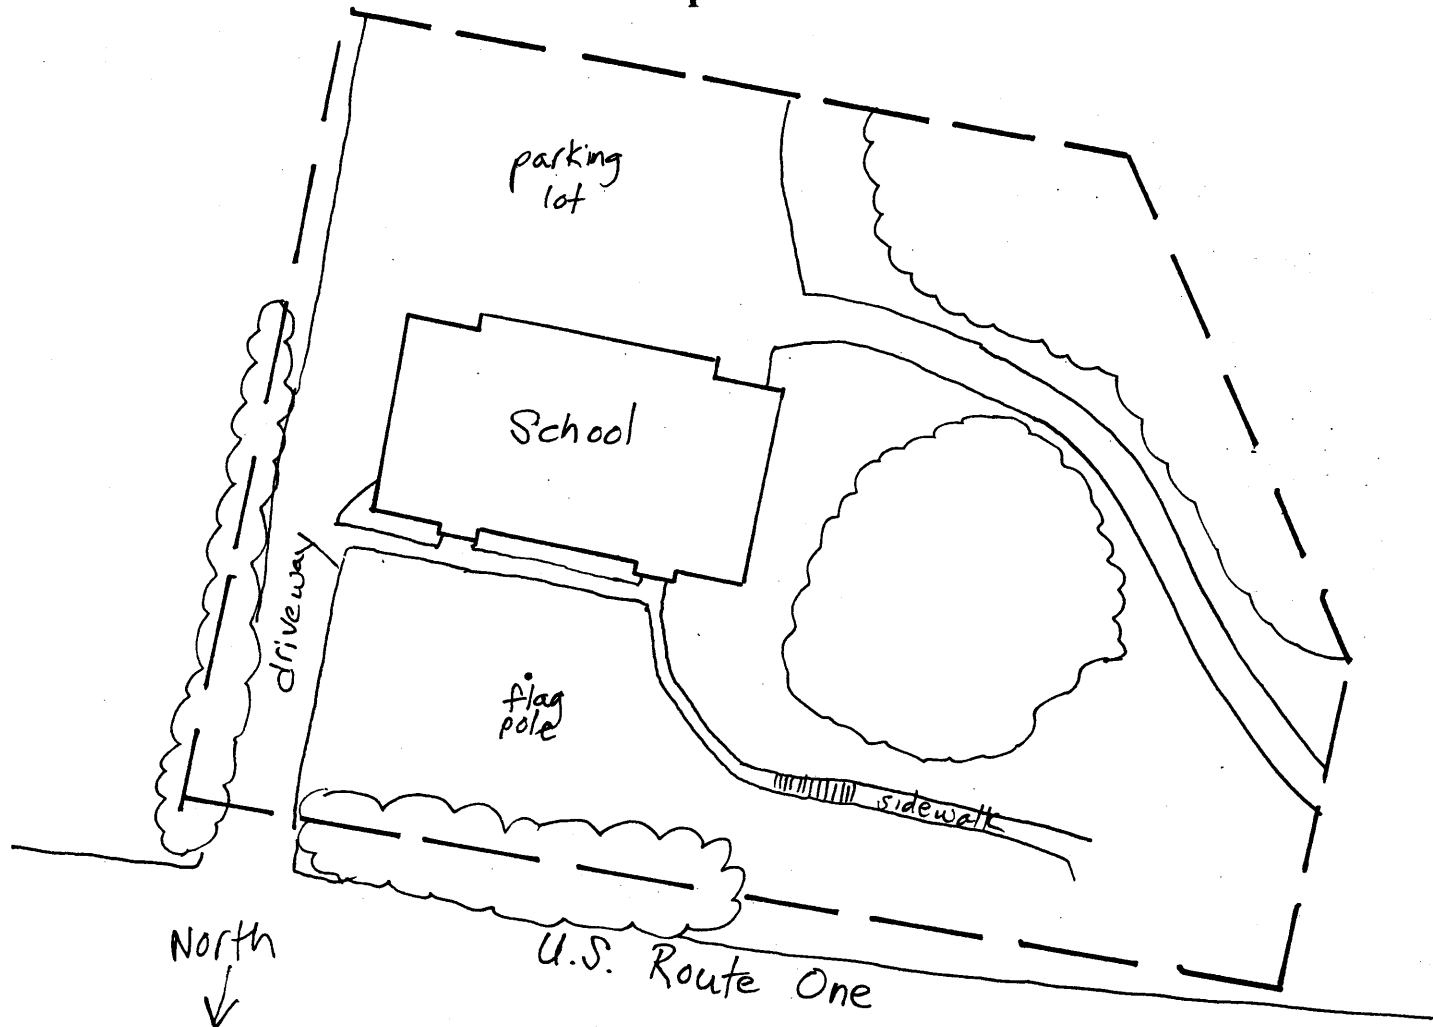 parking
lot
School
driveway
flag
pole
sidewalk
North
U.S. Route One